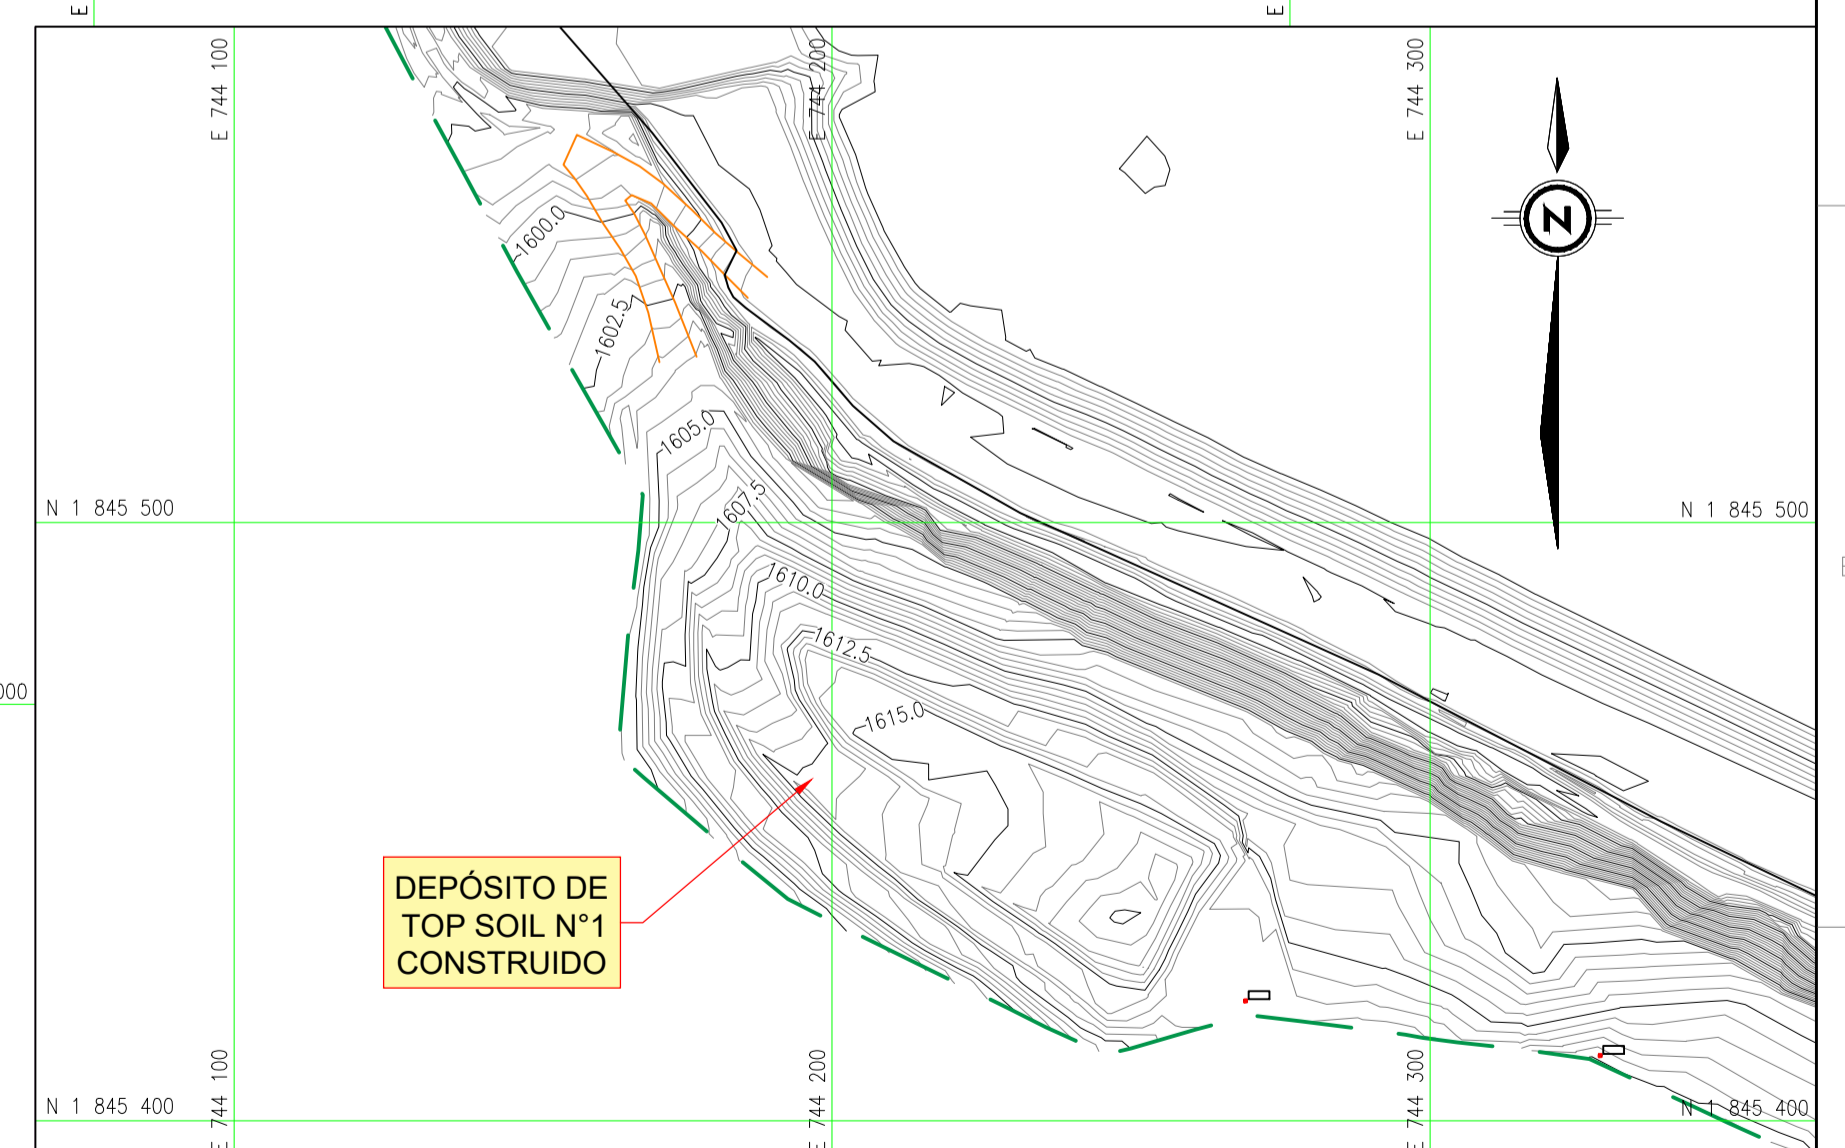 E
E
E 744 100
E 744 200
E 744 300
N
1600.0
1602.5
1605.0
N 1 845 500
1607.5
N 1 845 500
1610.0
1612.5
000
1615.0
DEPÓSITO DE
TOP SOIL N°1
CONSTRUIDO
E 744 100
E 744 200
E 744 300
N 1 845 400
N 1 845 400